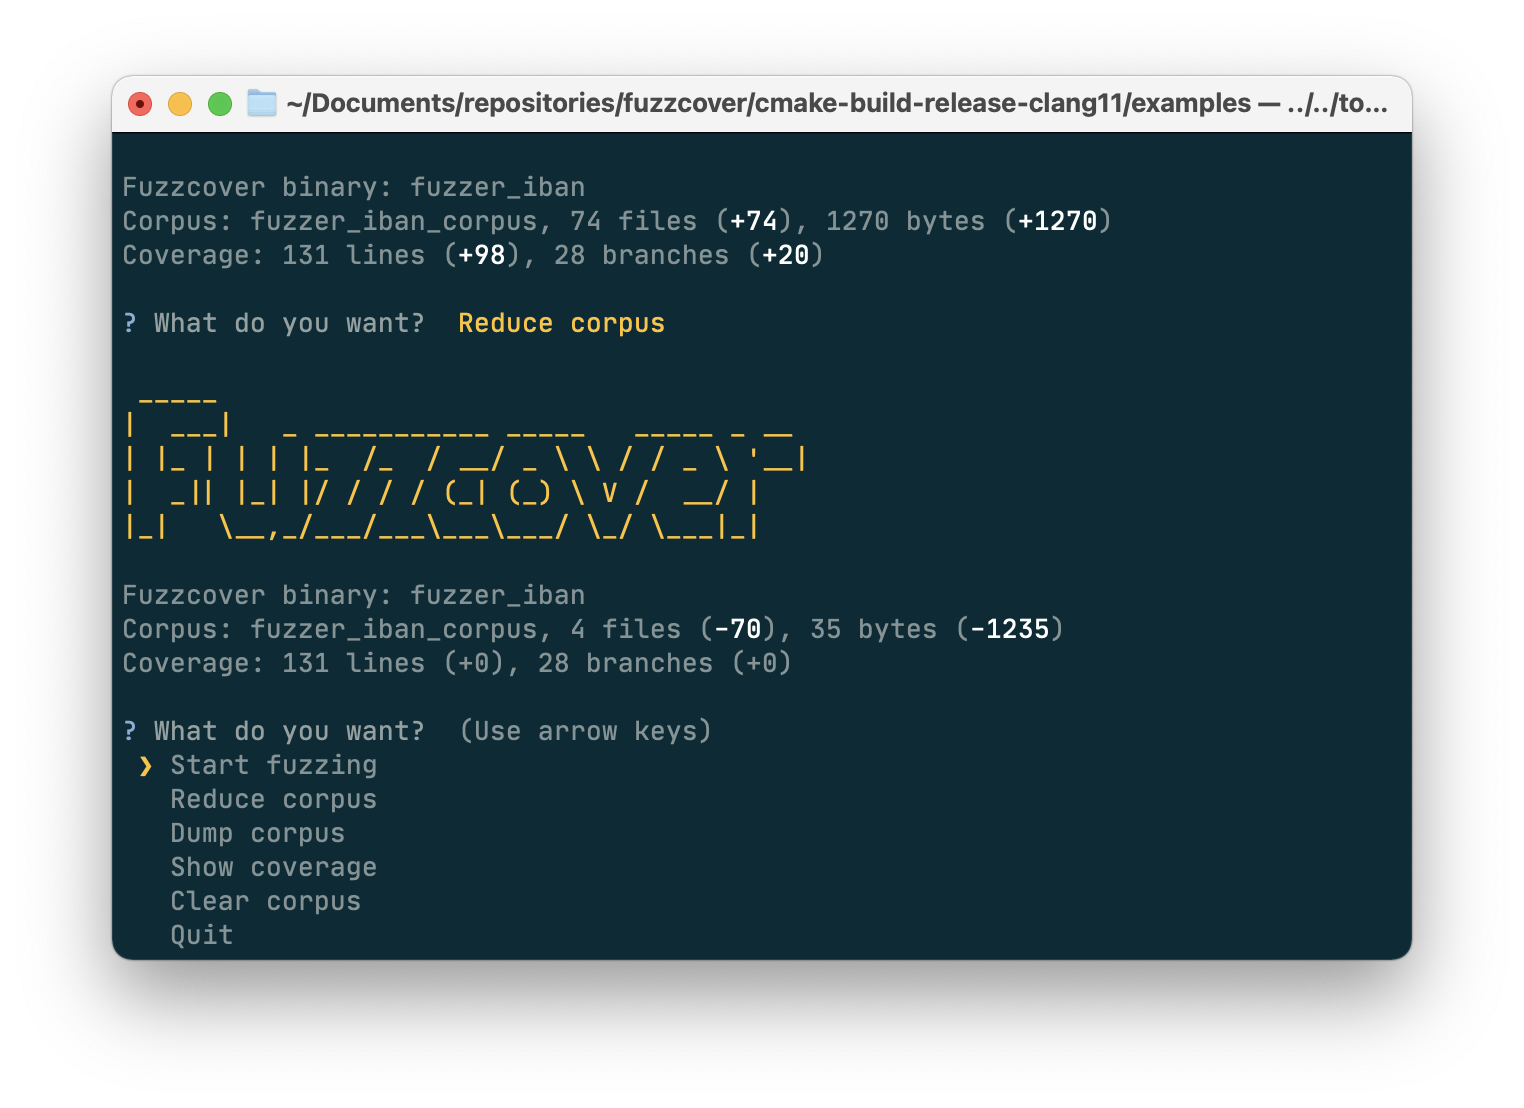 ~/Documents/repositories/fuzzcover/cmake-build-release-clang11/examples — ../../to...
Fuzzcover binary: fuzzer_iban
Corpus: fuzzer_iban_corpus, 74 files (+74), 1270 bytes (+1270)
Coverage: 131 lines (+98), 28 branches (+20)
? What do you want?  Reduce corpus
Fuzzcover
Fuzzcover binary: fuzzer_iban
Corpus: fuzzer_iban_corpus, 4 files (-70), 35 bytes (-1235)
Coverage: 131 lines (+0), 28 branches (+0)
? What do you want?  (Use arrow keys)
❯ Start fuzzing
Reduce corpus
Dump corpus
Show coverage
Clear corpus
Quit